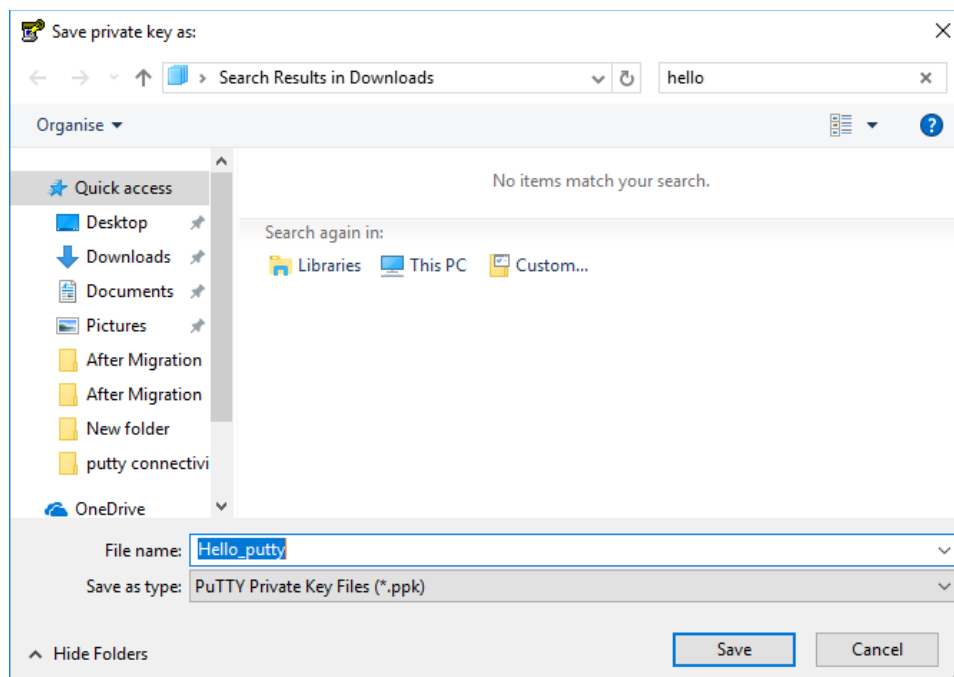 Save private key as:
Search Results in Downloads
hello
Organise
Quick access
Desktop
Downloads
Documents
Pictures
After Migration
After Migration
New folder
putty connectivi
OneDrive
No items match your search.
Search again in:
Libraries This PC Custom...
File name: Hello_putty
Save as type: PuTTY Private Key Files (*.ppk)
Hide Folders
Save Cancel